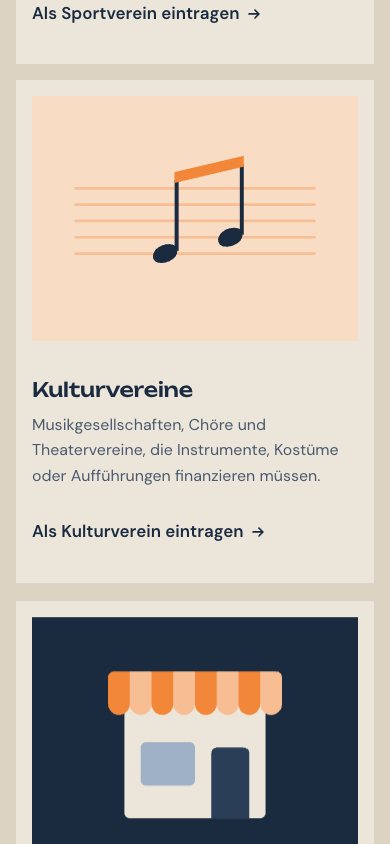 Als Sportverein eintragen →
Kulturvereine
Musikgesellschaften, Chöre und
Theatervereine, die Instrumente, Kostüme
oder Aufführungen finanzieren müssen.
Als Kulturverein eintragen →